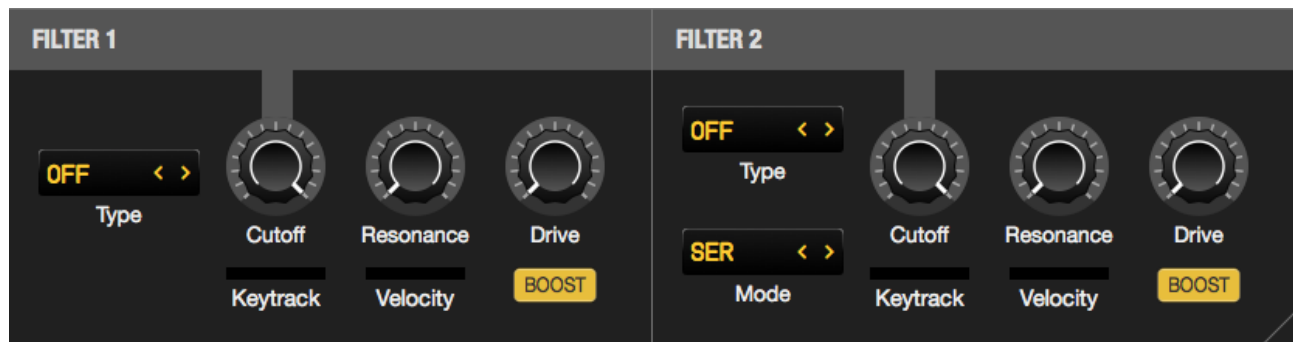 FILTER 1
OFF < >
Type
Cutoff
Resonance
Drive
Keytrack
Velocity
BOOST
FILTER 2
OFF < >
Type
SER < >
Mode
Cutoff
Resonance
Drive
Keytrack
Velocity
BOOST